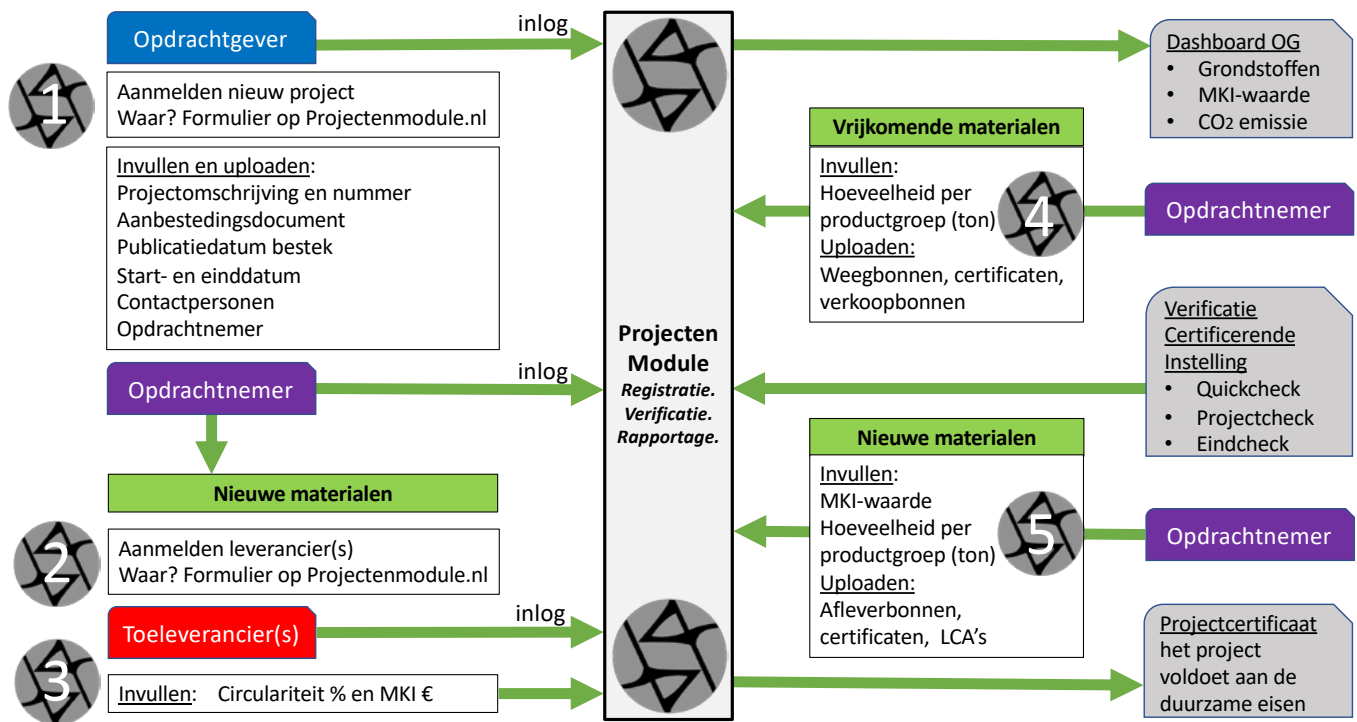 Opdrachtgever
inlog
1
Aanmelden nieuw project
Waar? Formulier op Projectenmodule.nl
Invullen en uploaden:
Projectomschrijving en nummer
Aanbestedingsdocument
Publicatiedatum bestek
Start- en einddatum
Contactpersonen
Opdrachtnemer
Opdrachtnemer
inlog
Nieuwe materialen
2
Aanmelden leverancier(s)
Waar? Formulier op Projectenmodule.nl
Toeleverancier(s)
inlog
3
Invullen: Circulariteit % en MKI €
Projecten
Module
Registratie.
Verificatie.
Rapportage.
Dashboard OG
• Grondstoffen
• MKI-waarde
• CO2 emissie
Vrijkomende materialen
Invullen:
Hoeveelheid per
productgroep (ton)
Uploaden:
Weegbonnen, certificaten,
verkoopbonnen
4
Opdrachtnemer
Verificatie
Certificerende
Instelling
• Quickcheck
• Projectcheck
• Eindcheck
Nieuwe materialen
Invullen:
MKI-waarde
Hoeveelheid per
productgroep (ton)
Uploaden:
Afleverbonnen,
certificaten, LCA's
5
Opdrachtnemer
Projectcertificaat
het project
voldoet aan de
duurzame eisen